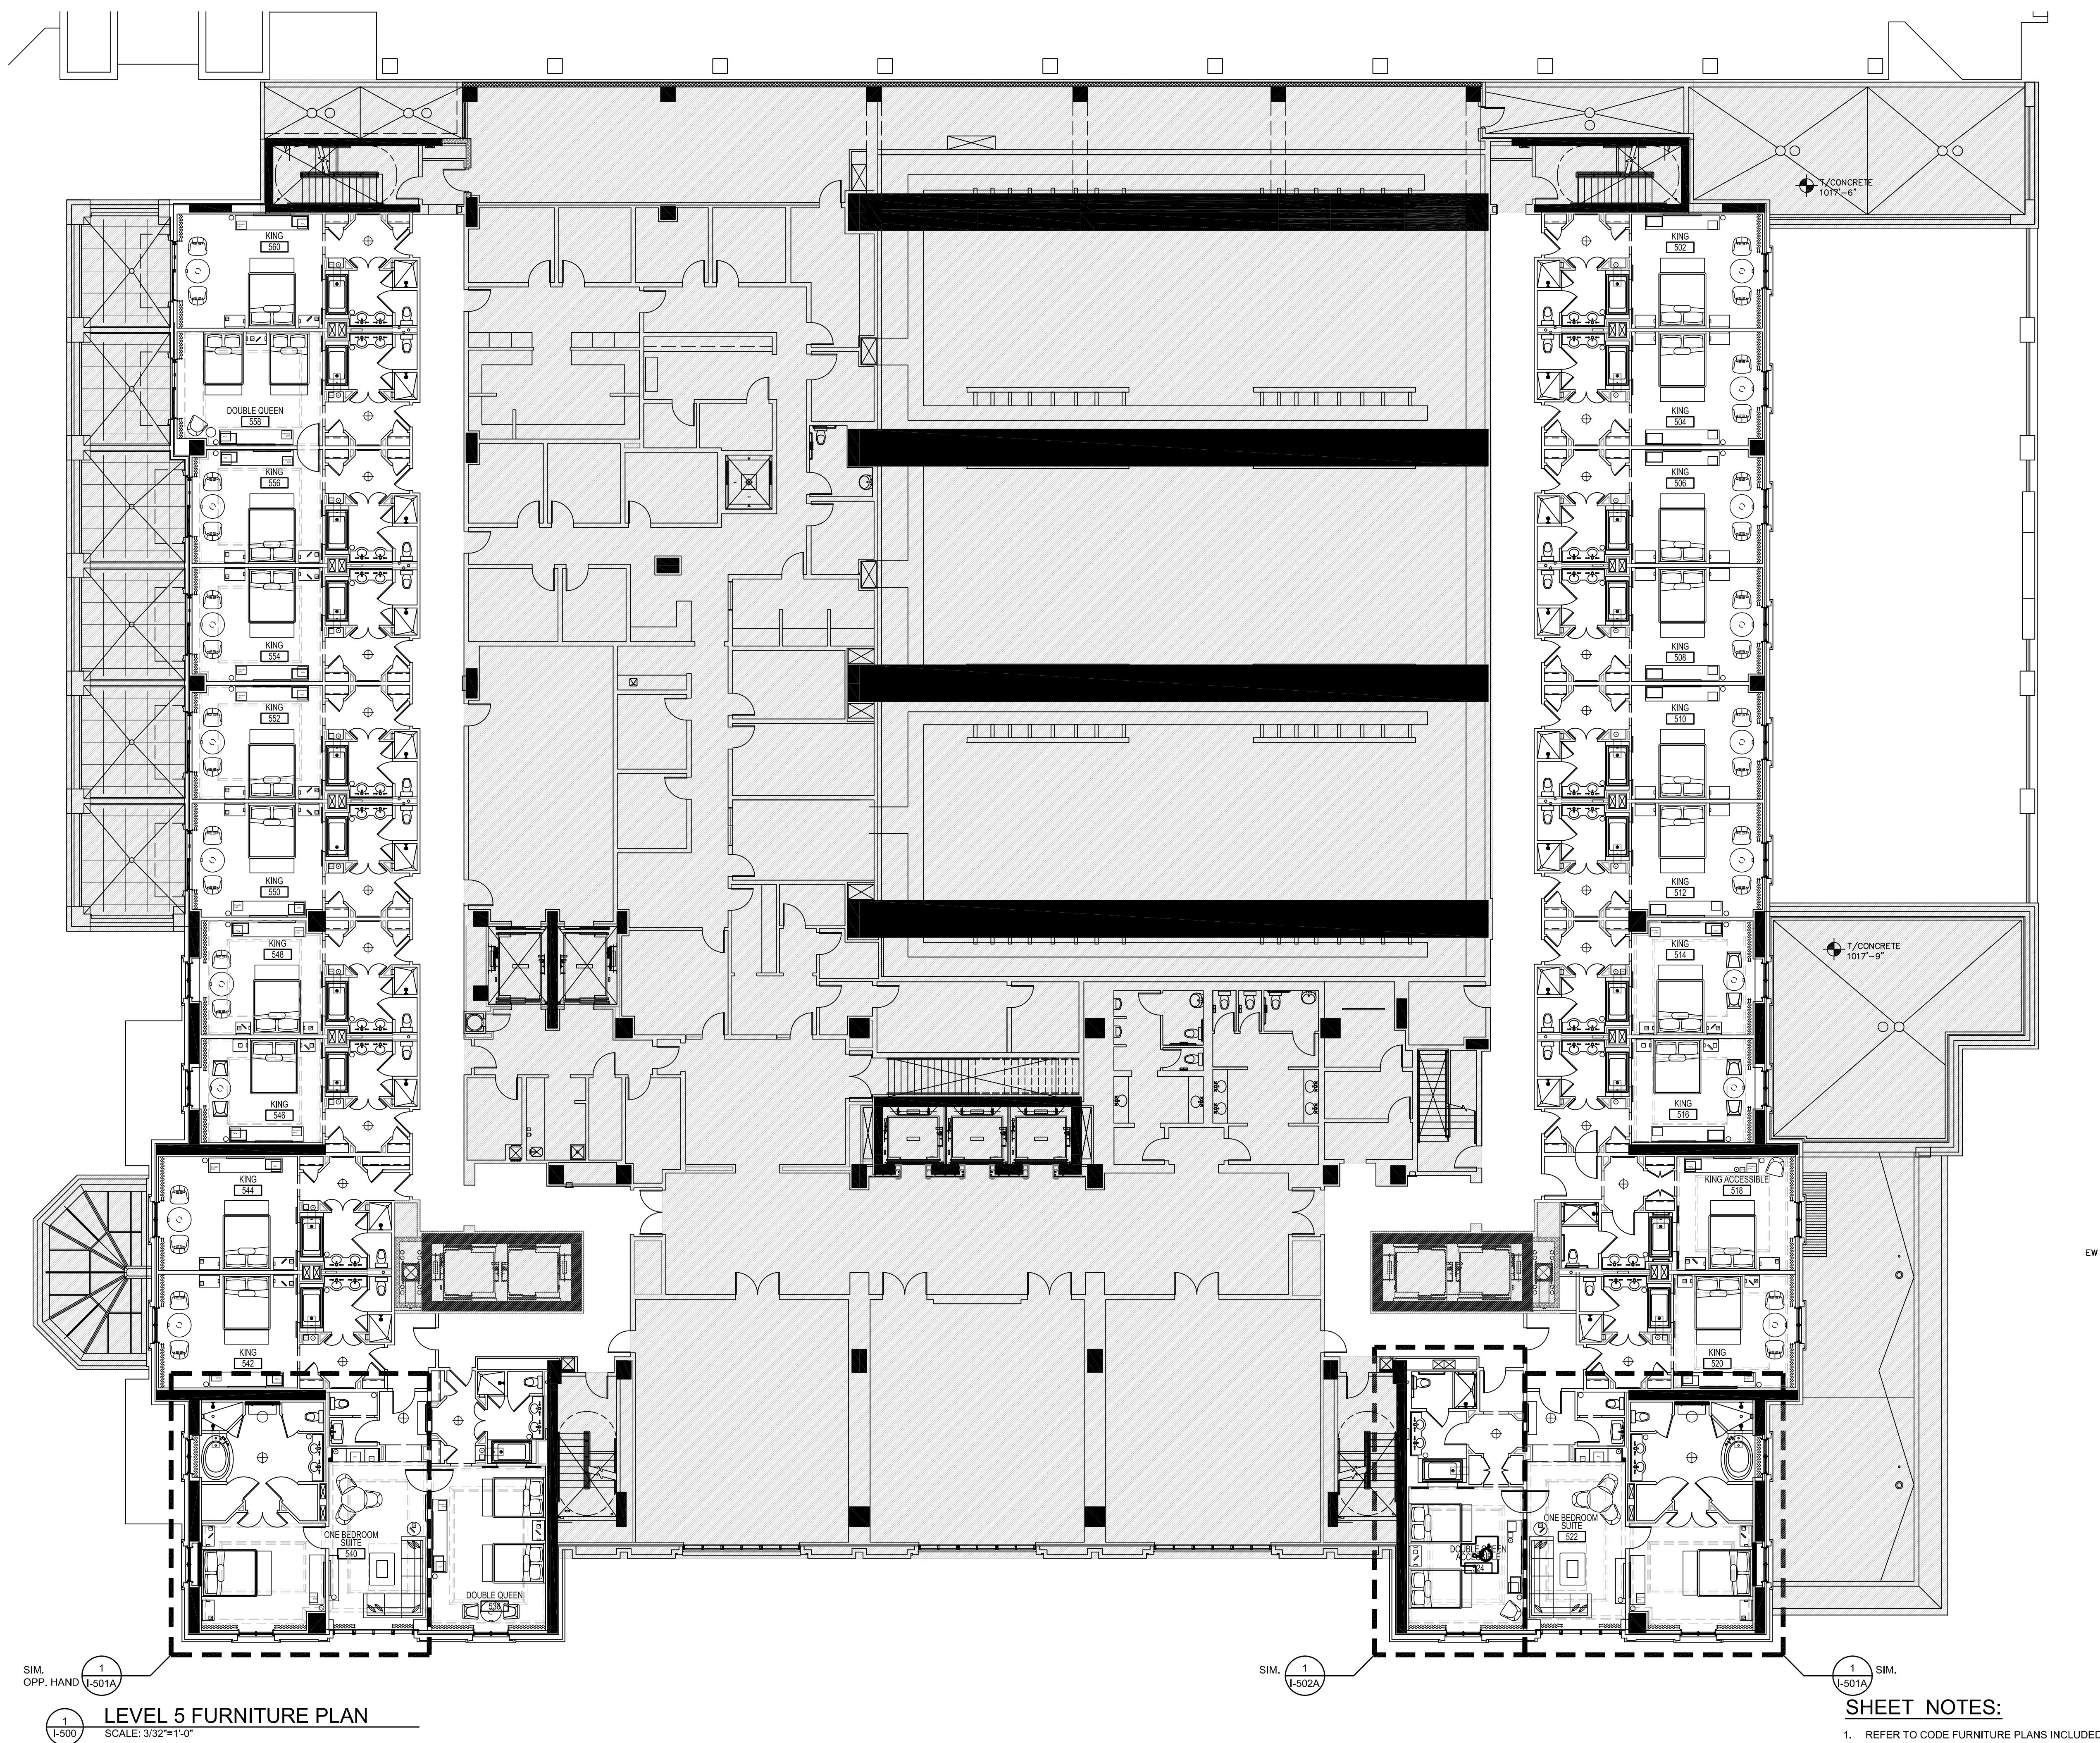 T/CONCRETE
1017'-6"
KING
560
KING
502
DOUBLE QUEEN
558
KING
504
KING
556
KING
506
KING
554
KING
508
KING
552
KING
510
KING
550
KING
512
KING
548
KING
514
T/CONCRETE
1017'-9"
KING
546
KING
516
KING
544
KING ACCESSIBLE
518
EW
KING
542
KING
520
ONE BEDROOM
SUITE
540
DOUBLE QUEEN
538
DOUBLE QUEEN
ONE BEDROOM
SUITE
522
SIM.
OPP. HAND
1
I-501A
SIM.
1
I-502A
1
I-501A
SIM.
1
I-500
LEVEL 5 FURNITURE PLAN
SCALE: 3/32"=1'-0"
SHEET NOTES:
1. REFER TO CODE FURNITURE PLANS INCLUDED